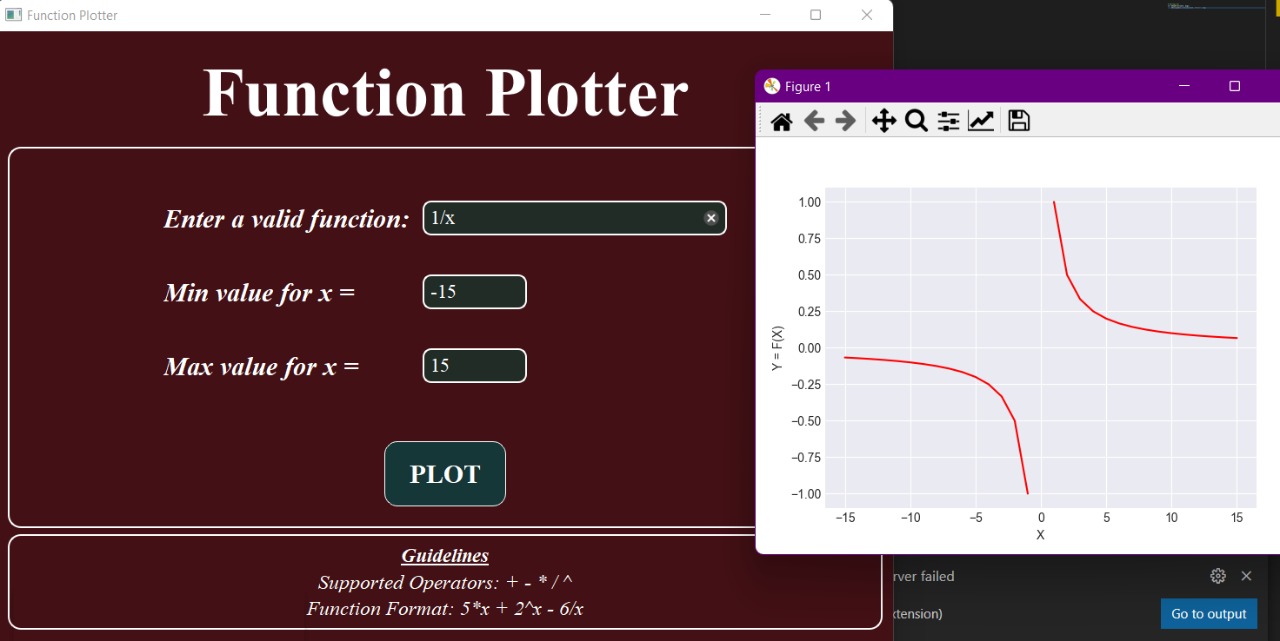 Function Plotter
Function Plotter
Enter a valid function: 1/x
Min value for x = -15
Max value for x = 15
PLOT
Guidelines
Supported Operators: + - * / ^
Function Format: 5*x + 2^x - 6/x
Figure 1
1.00
0.75
0.50
0.25
0.00
−0.25
−0.50
−0.75
−1.00
Y = F(X)
−15 −10 −5 0 5 10 15
X
rver failed
tension)
Go to output